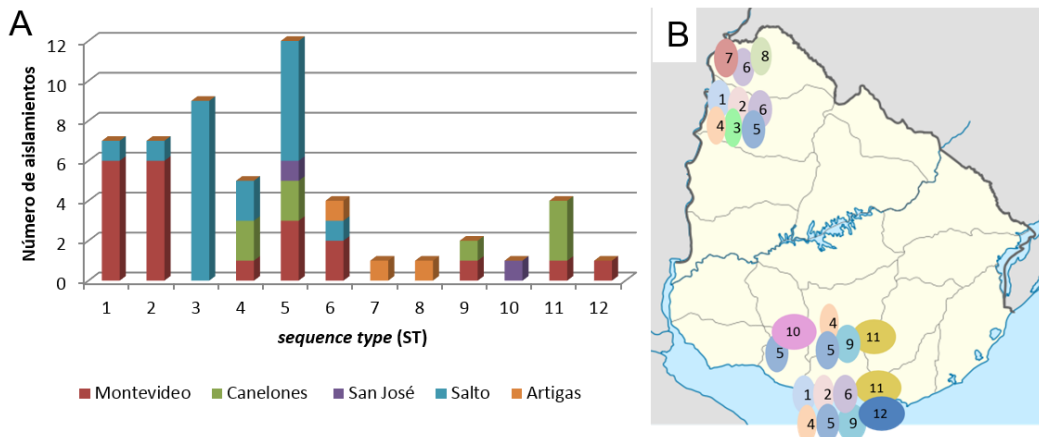 A
Número de aislamientos
12
10
8
6
4
2
0
1 2 3 4 5 6 7 8 9 10 11 12
sequence type (ST)
Montevideo Canelones San José Salto Artigas
B
7 6 8
1 2 6
4 3 5
10 4
5 5 9 11
1 2 6 11
4 5 9 12